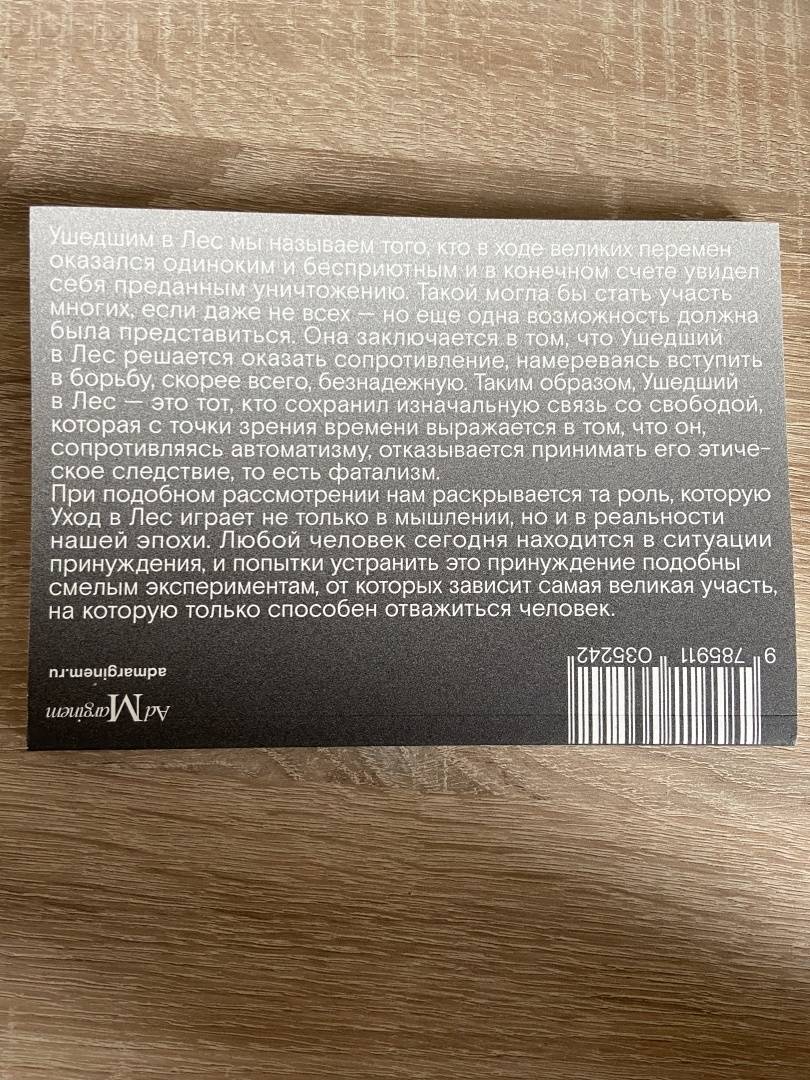 Ушедшим в Лес мы называем того, кто в ходе великих перемен
оказался одиноким и бесприютным и в конечном счете увидел
себя преданным уничтожению. Такой могла бы стать участь
многих, если даже не всех — но еще одна возможность должна
была представиться. Она заключается в том, что Ушедший
в Лес решается оказать сопротивление, намереваясь вступить
в борьбу, скорее всего, безнадежную. Таким образом, Ушедший
в Лес — это тот, кто сохранил изначальную связь со свободой,
которая с точки зрения времени выражается в том, что он,
сопротивляясь автоматизму, отказывается принимать его этиче-
ское следствие, то есть фатализм.
При подобном рассмотрении нам раскрывается та роль, которую
Уход в Лес играет не только в мышлении, но и в реальности
нашей эпохи. Любой человек сегодня находится в ситуации
принуждения, и попытки устранить это принуждение подобны
смелым экспериментам, от которых зависит самая великая участь,
на которую только способен отважиться человек.
9 785911 035242
admarginem.ru
Ad Marginem